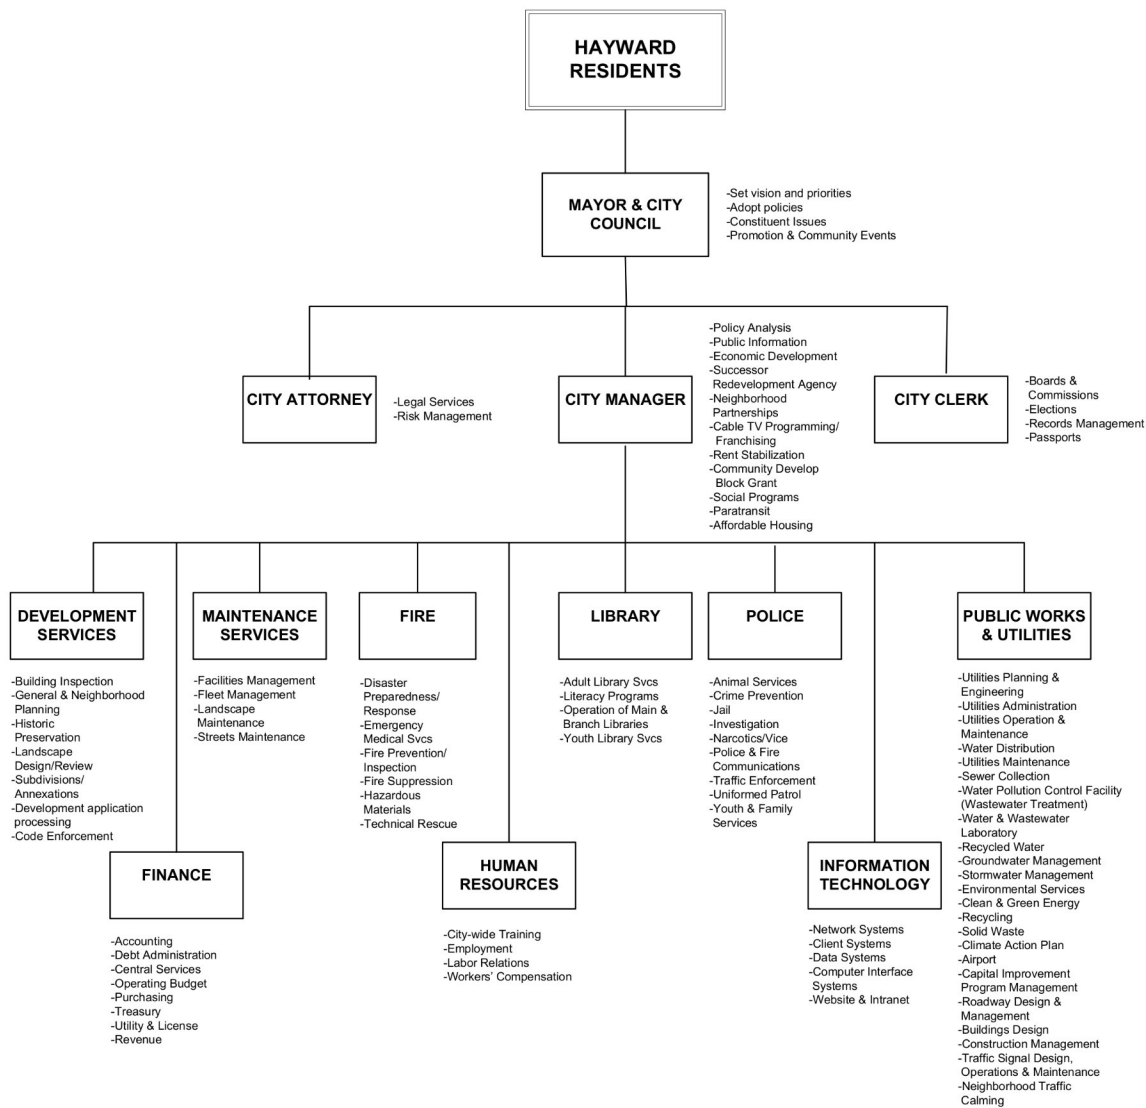 HAYWARD
RESIDENTS
MAYOR & CITY
COUNCIL
-Set vision and priorities
-Adopt policies
-Constituent Issues
-Promotion & Community Events
CITY ATTORNEY
-Legal Services
-Risk Management
CITY MANAGER
-Policy Analysis
-Public Information
-Economic Development
-Successor
Redevelopment Agency
-Neighborhood
Partnerships
-Cable TV Programming/
Franchising
-Rent Stabilization
-Community Develop
Block Grant
-Social Programs
-Paratransit
-Affordable Housing
CITY CLERK
-Boards &
Commissions
-Elections
-Records Management
-Passports
DEVELOPMENT
SERVICES
-Building Inspection
-General & Neighborhood
Planning
-Historic
Preservation
-Landscape
Design/Review
-Subdivisions/
Annexations
-Development application
processing
-Code Enforcement
FINANCE
-Accounting
-Debt Administration
-Central Services
-Operating Budget
-Purchasing
-Treasury
-Utility & License
-Revenue
MAINTENANCE
SERVICES
-Facilities Management
-Fleet Management
-Landscape
Maintenance
-Streets Maintenance
FIRE
-Disaster
Preparedness/
Response
-Emergency
Medical Svcs
-Fire Prevention/
Inspection
-Fire Suppression
-Hazardous
Materials
-Technical Rescue
HUMAN
RESOURCES
-City-wide Training
-Employment
-Labor Relations
-Workers' Compensation
LIBRARY
-Adult Library Svcs
-Literacy Programs
-Operation of Main &
Branch Libraries
-Youth Library Svcs
POLICE
-Animal Services
-Crime Prevention
-Jail
-Investigation
-Narcotics/Vice
-Police & Fire
Communications
-Traffic Enforcement
-Uniformed Patrol
-Youth & Family
Services
INFORMATION
TECHNOLOGY
-Network Systems
-Client Systems
-Data Systems
-Computer Interface
Systems
-Website & Intranet
PUBLIC WORKS
& UTILITIES
-Utilities Planning &
Engineering
-Utilities Administration
-Utilities Operation &
Maintenance
-Water Distribution
-Utilities Maintenance
-Sewer Collection
-Water Pollution Control Facility
(Wastewater Treatment)
-Water & Wastewater
Laboratory
-Recycled Water
-Groundwater Management
-Stormwater Management
-Environmental Services
-Clean & Green Energy
-Recycling
-Solid Waste
-Climate Action Plan
-Airport
-Capital Improvement
Program Management
-Roadway Design &
Management
-Buildings Design
-Construction Management
-Traffic Signal Design,
Operations & Maintenance
-Neighborhood Traffic
Calming